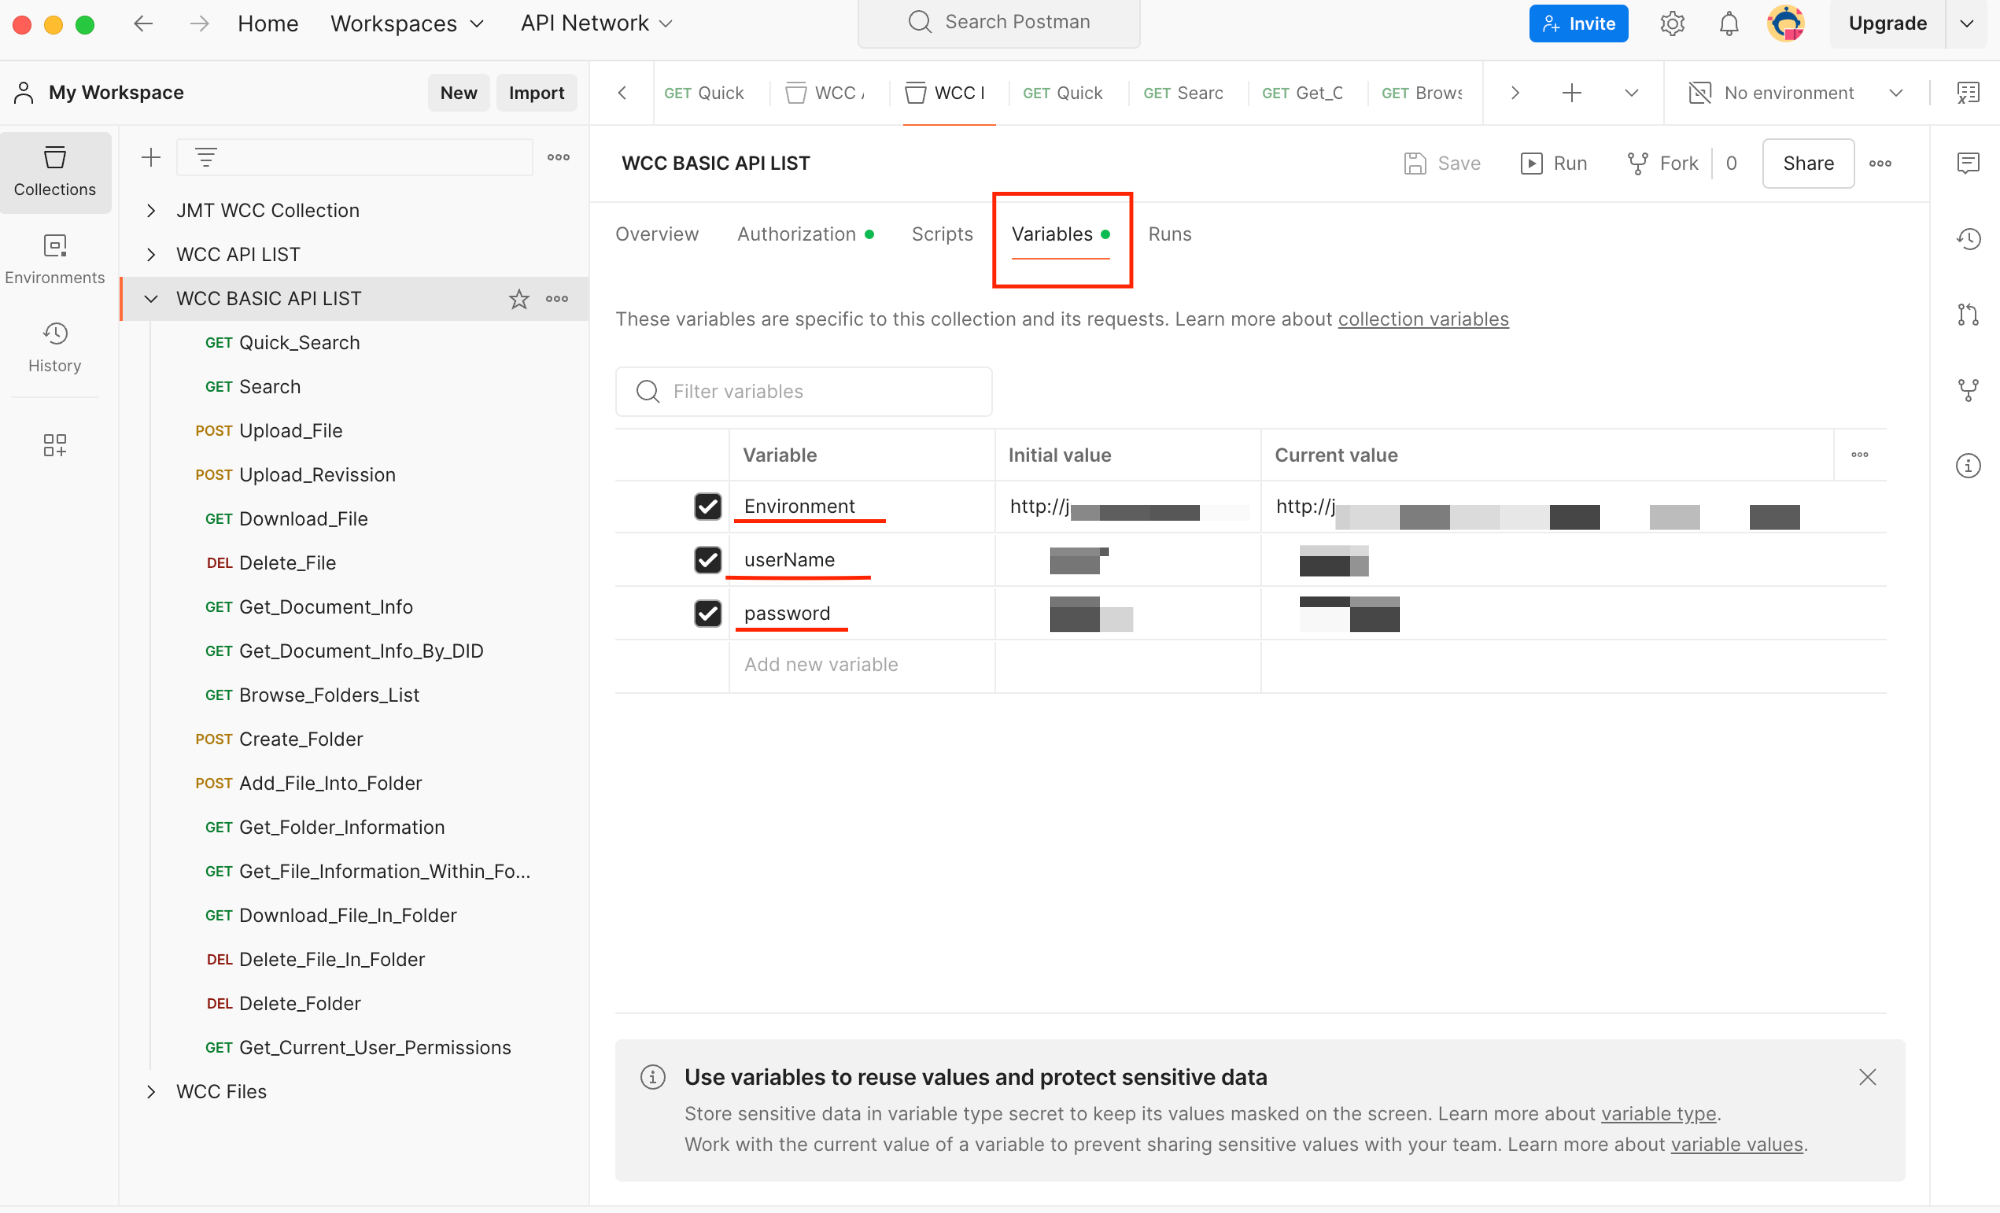 Home Workspaces API Network Search Postman Invite Upgrade
My Workspace New Import GET Quick WCC WCC GET Quick GET Searc GET Get_C GET Brows No environment
WCC BASIC API LIST Save Run Fork 0 Share
Collections
Environments
History
JMT WCC Collection
WCC API LIST
WCC BASIC API LIST
GET Quick_Search
GET Search
POST Upload_File
POST Upload_Revission
GET Download_File
DEL Delete_File
GET Get_Document_Info
GET Get_Document_Info_By_DID
GET Browse_Folders_List
POST Create_Folder
POST Add_File_Into_Folder
GET Get_Folder_Information
GET Get_File_Information_Within_Fo...
GET Download_File_In_Folder
DEL Delete_File_In_Folder
DEL Delete_Folder
GET Get_Current_User_Permissions
WCC Files
Overview Authorization Scripts Variables Runs
These variables are specific to this collection and its requests. Learn more about collection variables
Filter variables
Variable Initial value Current value
Environment http://j http://j
userName
password
Add new variable
Use variables to reuse values and protect sensitive data
Store sensitive data in variable type secret to keep its values masked on the screen. Learn more about variable type.
Work with the current value of a variable to prevent sharing sensitive values with your team. Learn more about variable values.